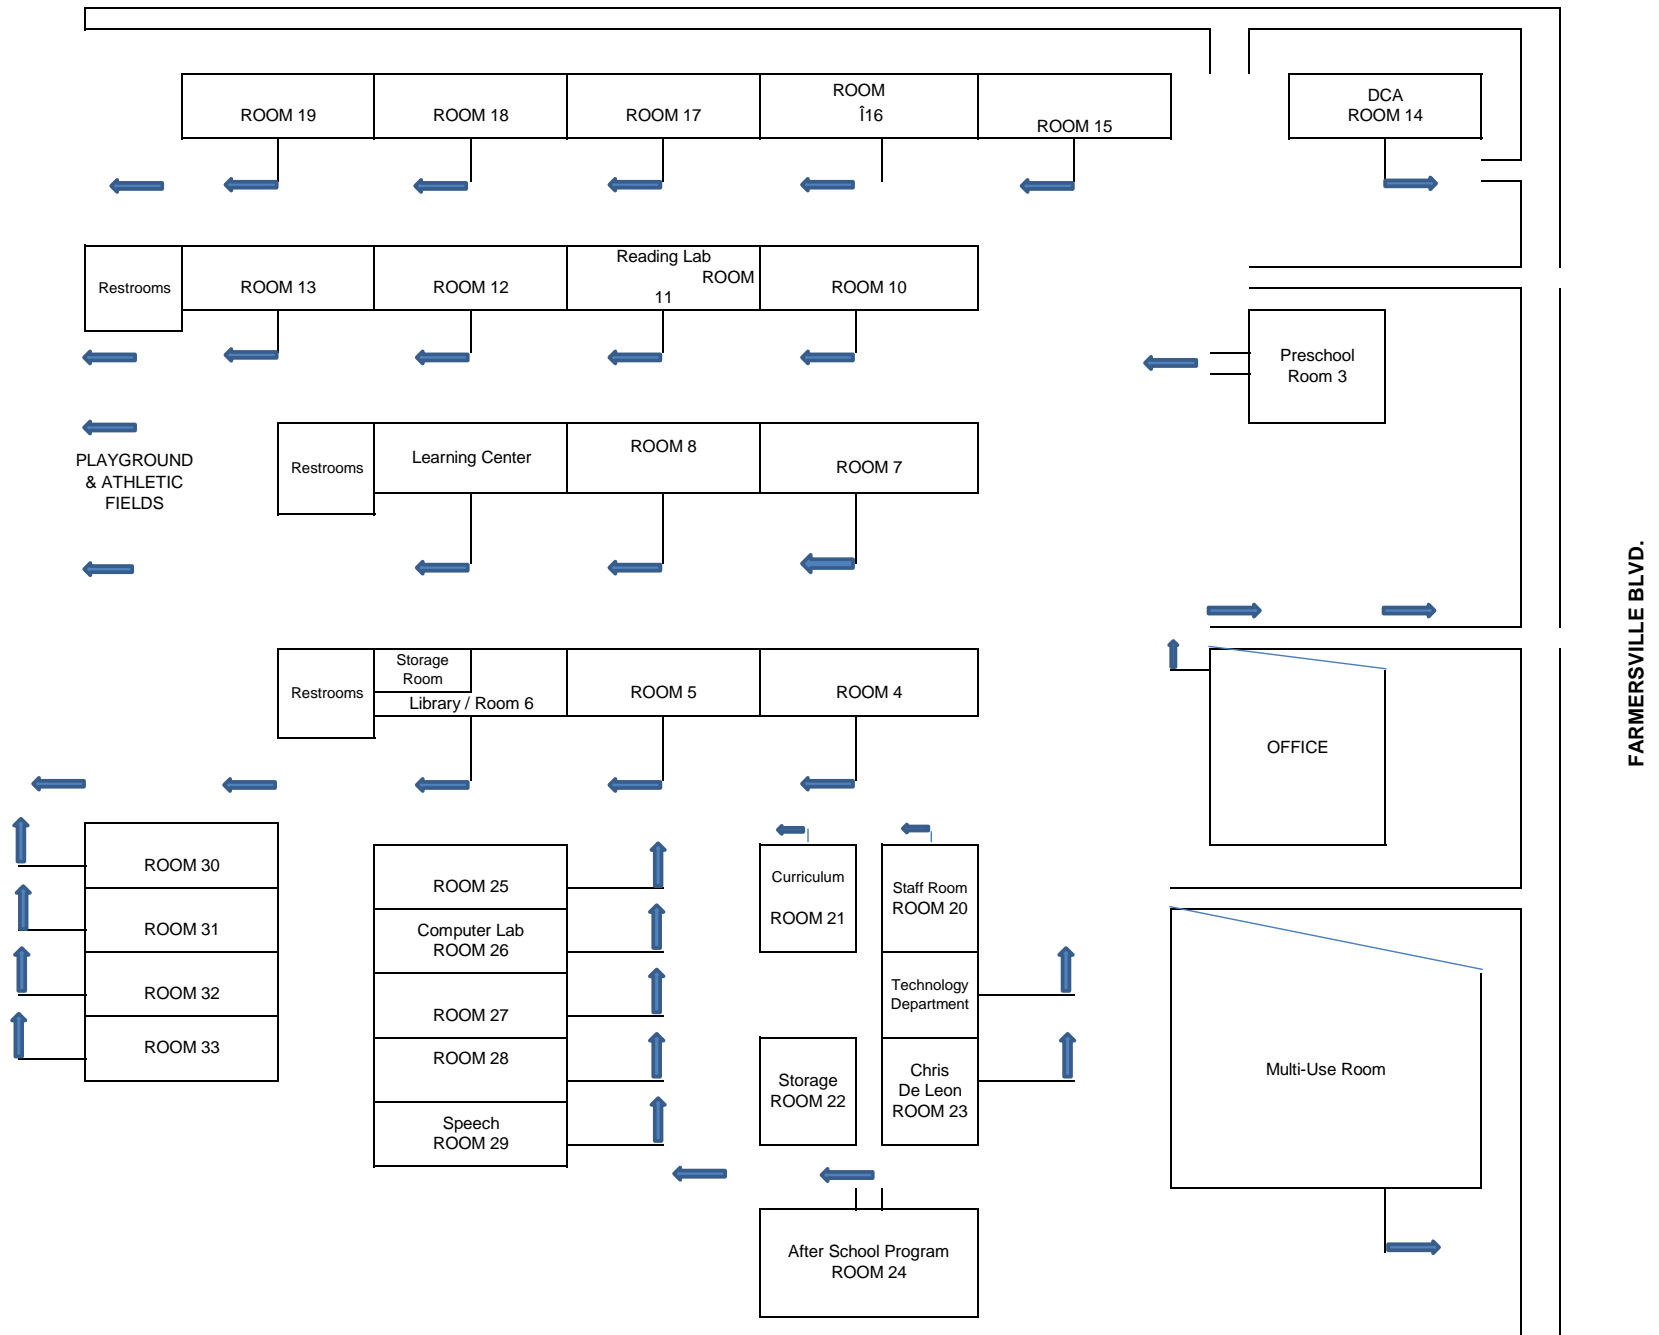 ROOM 19
ROOM 18
ROOM 17
ROOM
Î16
ROOM 15
DCA
ROOM 14
Restrooms
ROOM 13
ROOM 12
Reading Lab
ROOM
11
ROOM 10
Preschool
Room 3
PLAYGROUND
& ATHLETIC
FIELDS
Restrooms
Learning Center
ROOM 8
ROOM 7
FARMERSVILLE BLVD.
Restrooms
Storage
Room
Library / Room 6
ROOM 5
ROOM 4
OFFICE
ROOM 30
ROOM 31
ROOM 32
ROOM 33
ROOM 25
Computer Lab
ROOM 26
ROOM 27
ROOM 28
Speech
ROOM 29
Curriculum
ROOM 21
Staff Room
ROOM 20
Technology
Department
Storage
ROOM 22
Chris
De Leon
ROOM 23
Multi-Use Room
After School Program
ROOM 24